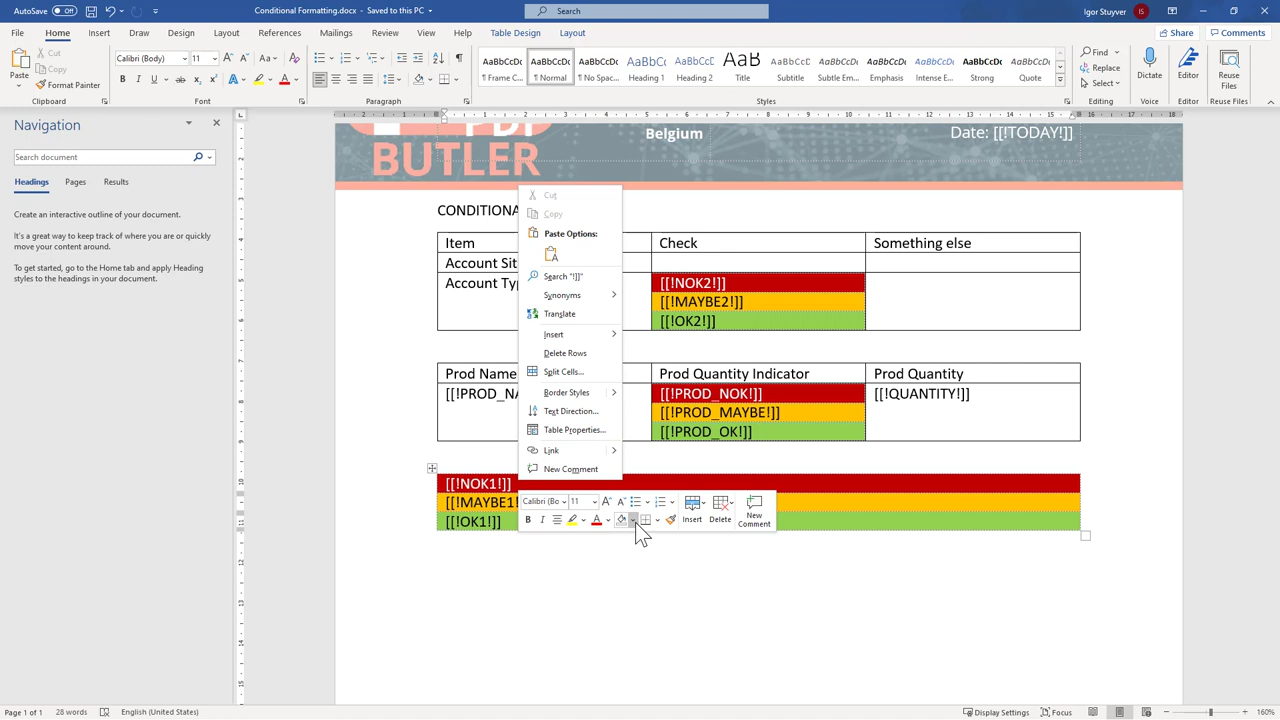 AutoSave Off
Conditional Formatting.docx - Saved to this PC
Search
Igor Stuyver IS
File Home Insert Draw Design Layout References Mailings Review View Help Table Design Layout
Share Comments
Paste
Cut
Copy
Format Painter
Clipboard
Calibri (Body) 11
Font
Paragraph
AaBbCcDc AaBbCcDc AaBbCcDc AaBbCc AaBbCcC AaB AaBbCcC AaBbCcDc AaBbCcDc AaBbCcDc AaBbCcDc AaBbCcDc
¶ Frame C... ¶ Normal ¶ No Spac... Heading 1 Heading 2 Title Subtitle Subtle Em... Emphasis Intense E... Strong Quote
Styles
Find
Replace
Select
Editing
Dictate
Voice
Editor
Editor
Reuse
Files
Reuse Files
Navigation
Search document
Headings Pages Results
Create an interactive outline of your document.
It's a great way to keep track of where you are or quickly
move your content around.
To get started, go to the Home tab and apply Heading
styles to the headings in your document.
PDF
BUTLER
Belgium
Date: [[!TODAY!]]
CONDITIONA
Item Check Something else
Account Sit
Account Ty
[[!NOK2!]]
[[!MAYBE2!]]
[[!OK2!]]
Prod Name Prod Quantity Indicator Prod Quantity
[[!PROD_NA [[!PROD_NOK!]] [[!QUANTITY!]]
[[!PROD_MAYBE!]]
[[!PROD_OK!]]
[[!NOK1!]]
[[!MAYBE1!
[[!OK1!]]
Cut
Copy
Paste Options:
Search "!]]"
Synonyms
Translate
Insert
Delete Rows
Split Cells...
Border Styles
Text Direction...
Table Properties...
Link
New Comment
Calibri (Bo 11
Insert Delete New
Comment
Page 1 of 1 28 words English (United States)
Display Settings Focus 160%